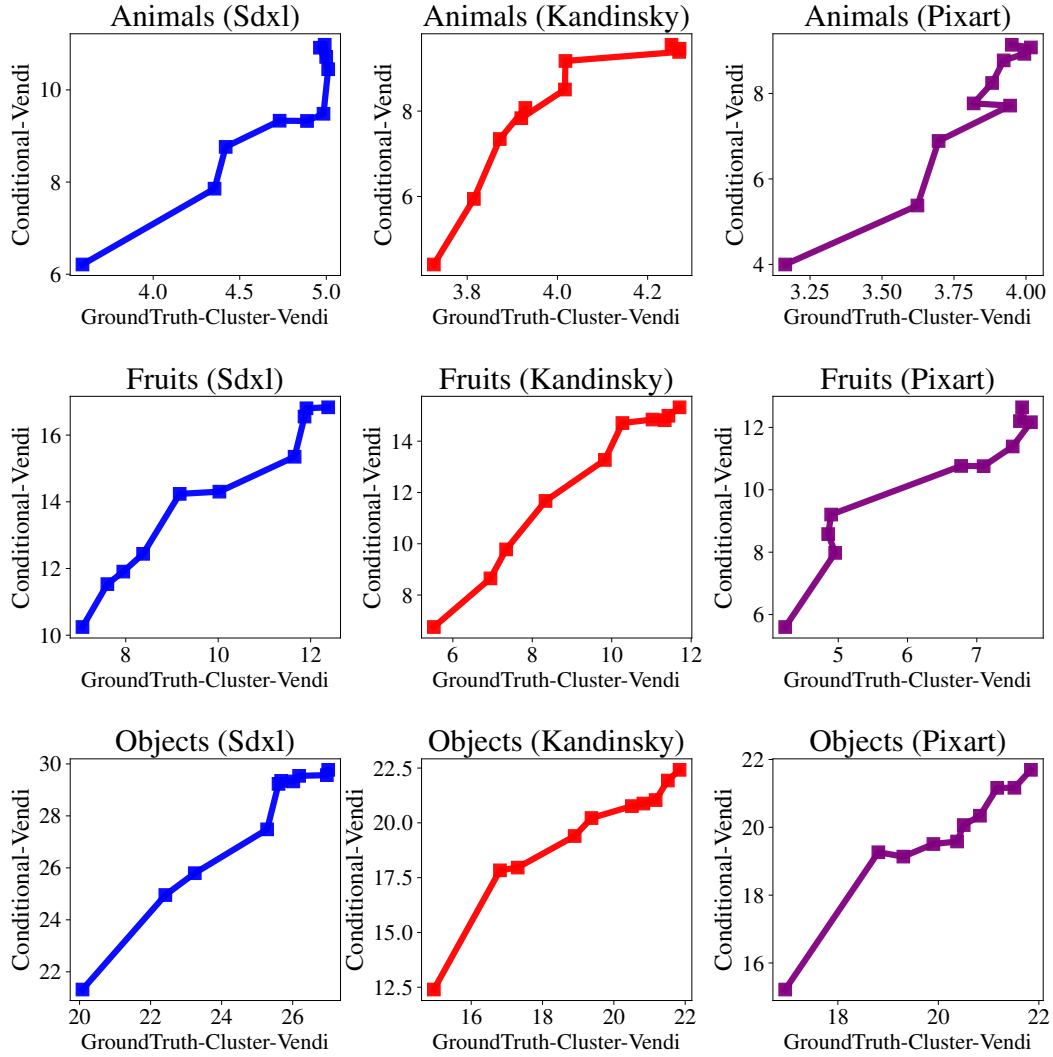 Animals (Sdxl)
Conditional-Vendi
10
8
6
4.0
4.5
5.0
GroundTruth-Cluster-Vendi
Animals (Kandinsky)
Conditional-Vendi
8
6
3.8
4.0
4.2
GroundTruth-Cluster-Vendi
Animals (Pixart)
Conditional-Vendi
8
6
4
3.25
3.50
3.75
4.00
GroundTruth-Cluster-Vendi
Fruits (Sdxl)
Conditional-Vendi
16
14
12
10
8
10
12
GroundTruth-Cluster-Vendi
Fruits (Kandinsky)
Conditional-Vendi
14
12
10
8
6
8
10
12
GroundTruth-Cluster-Vendi
Fruits (Pixart)
Conditional-Vendi
12
10
8
6
5
6
7
GroundTruth-Cluster-Vendi
Objects (Sdxl)
Conditional-Vendi
30
28
26
24
22
20
22
24
26
GroundTruth-Cluster-Vendi
Objects (Kandinsky)
Conditional-Vendi
22.5
20.0
17.5
15.0
12.5
16
18
20
22
GroundTruth-Cluster-Vendi
Objects (Pixart)
Conditional-Vendi
22
20
18
16
18
20
22
GroundTruth-Cluster-Vendi